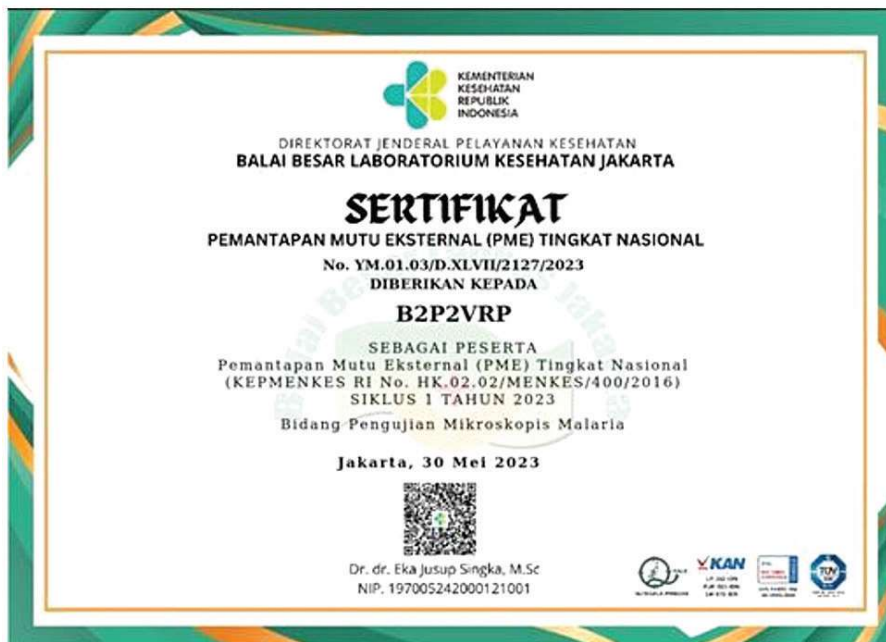 KEMENTERIAN
KESEHATAN
REPUBLIK
INDONESIA
DIREKTORAT JENDERAL PELAYANAN KESEHATAN
BALAI BESAR LABORATORIUM KESEHATAN JAKARTA
SERTIFIKAT
PEMANTAPAN MUTU EKSTERNAL (PME) TINGKAT NASIONAL
No. YM.01.03/D.XLVII/2127/2023
DIBERIKAN KEPADA
B2P2VRP
SEBAGAI PESERTA
Pemantapan Mutu Eksternal (PME) Tingkat Nasional
(KEPMENKES RI No. HK.02.02/MENKES/400/2016)
SIKLUS 1 TAHUN 2023
Bidang Pengujian Mikroskopis Malaria
Jakarta, 30 Mei 2023
Dr. dr. Eka Jusup Singka, M.Sc
NIP. 197005242000121001
KAN
TÜV